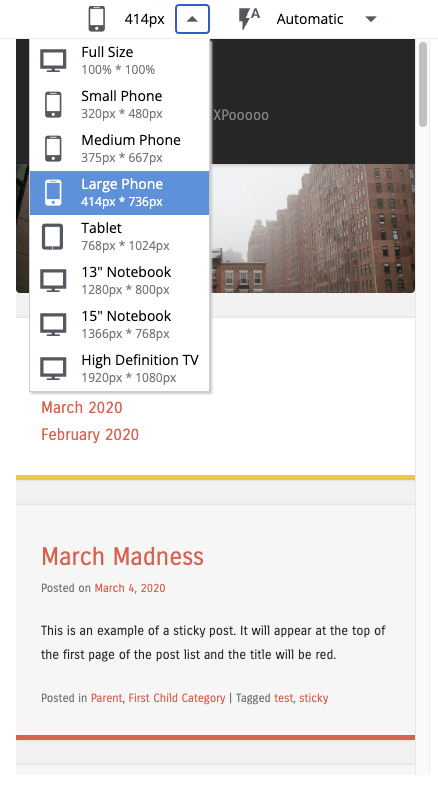 414px
A
Automatic
Full Size
100% * 100%
Small Phone
320px * 480px
Medium Phone
375px * 667px
Large Phone
414px * 736px
Tablet
768px * 1024px
13" Notebook
1280px * 800px
15" Notebook
1366px * 768px
High Definition TV
1920px * 1080px
XPooooo
March 2020
February 2020
March Madness
Posted on March 4, 2020
This is an example of a sticky post. It will appear at the top of
the first page of the post list and the title will be red.
Posted in Parent, First Child Category | Tagged test, sticky